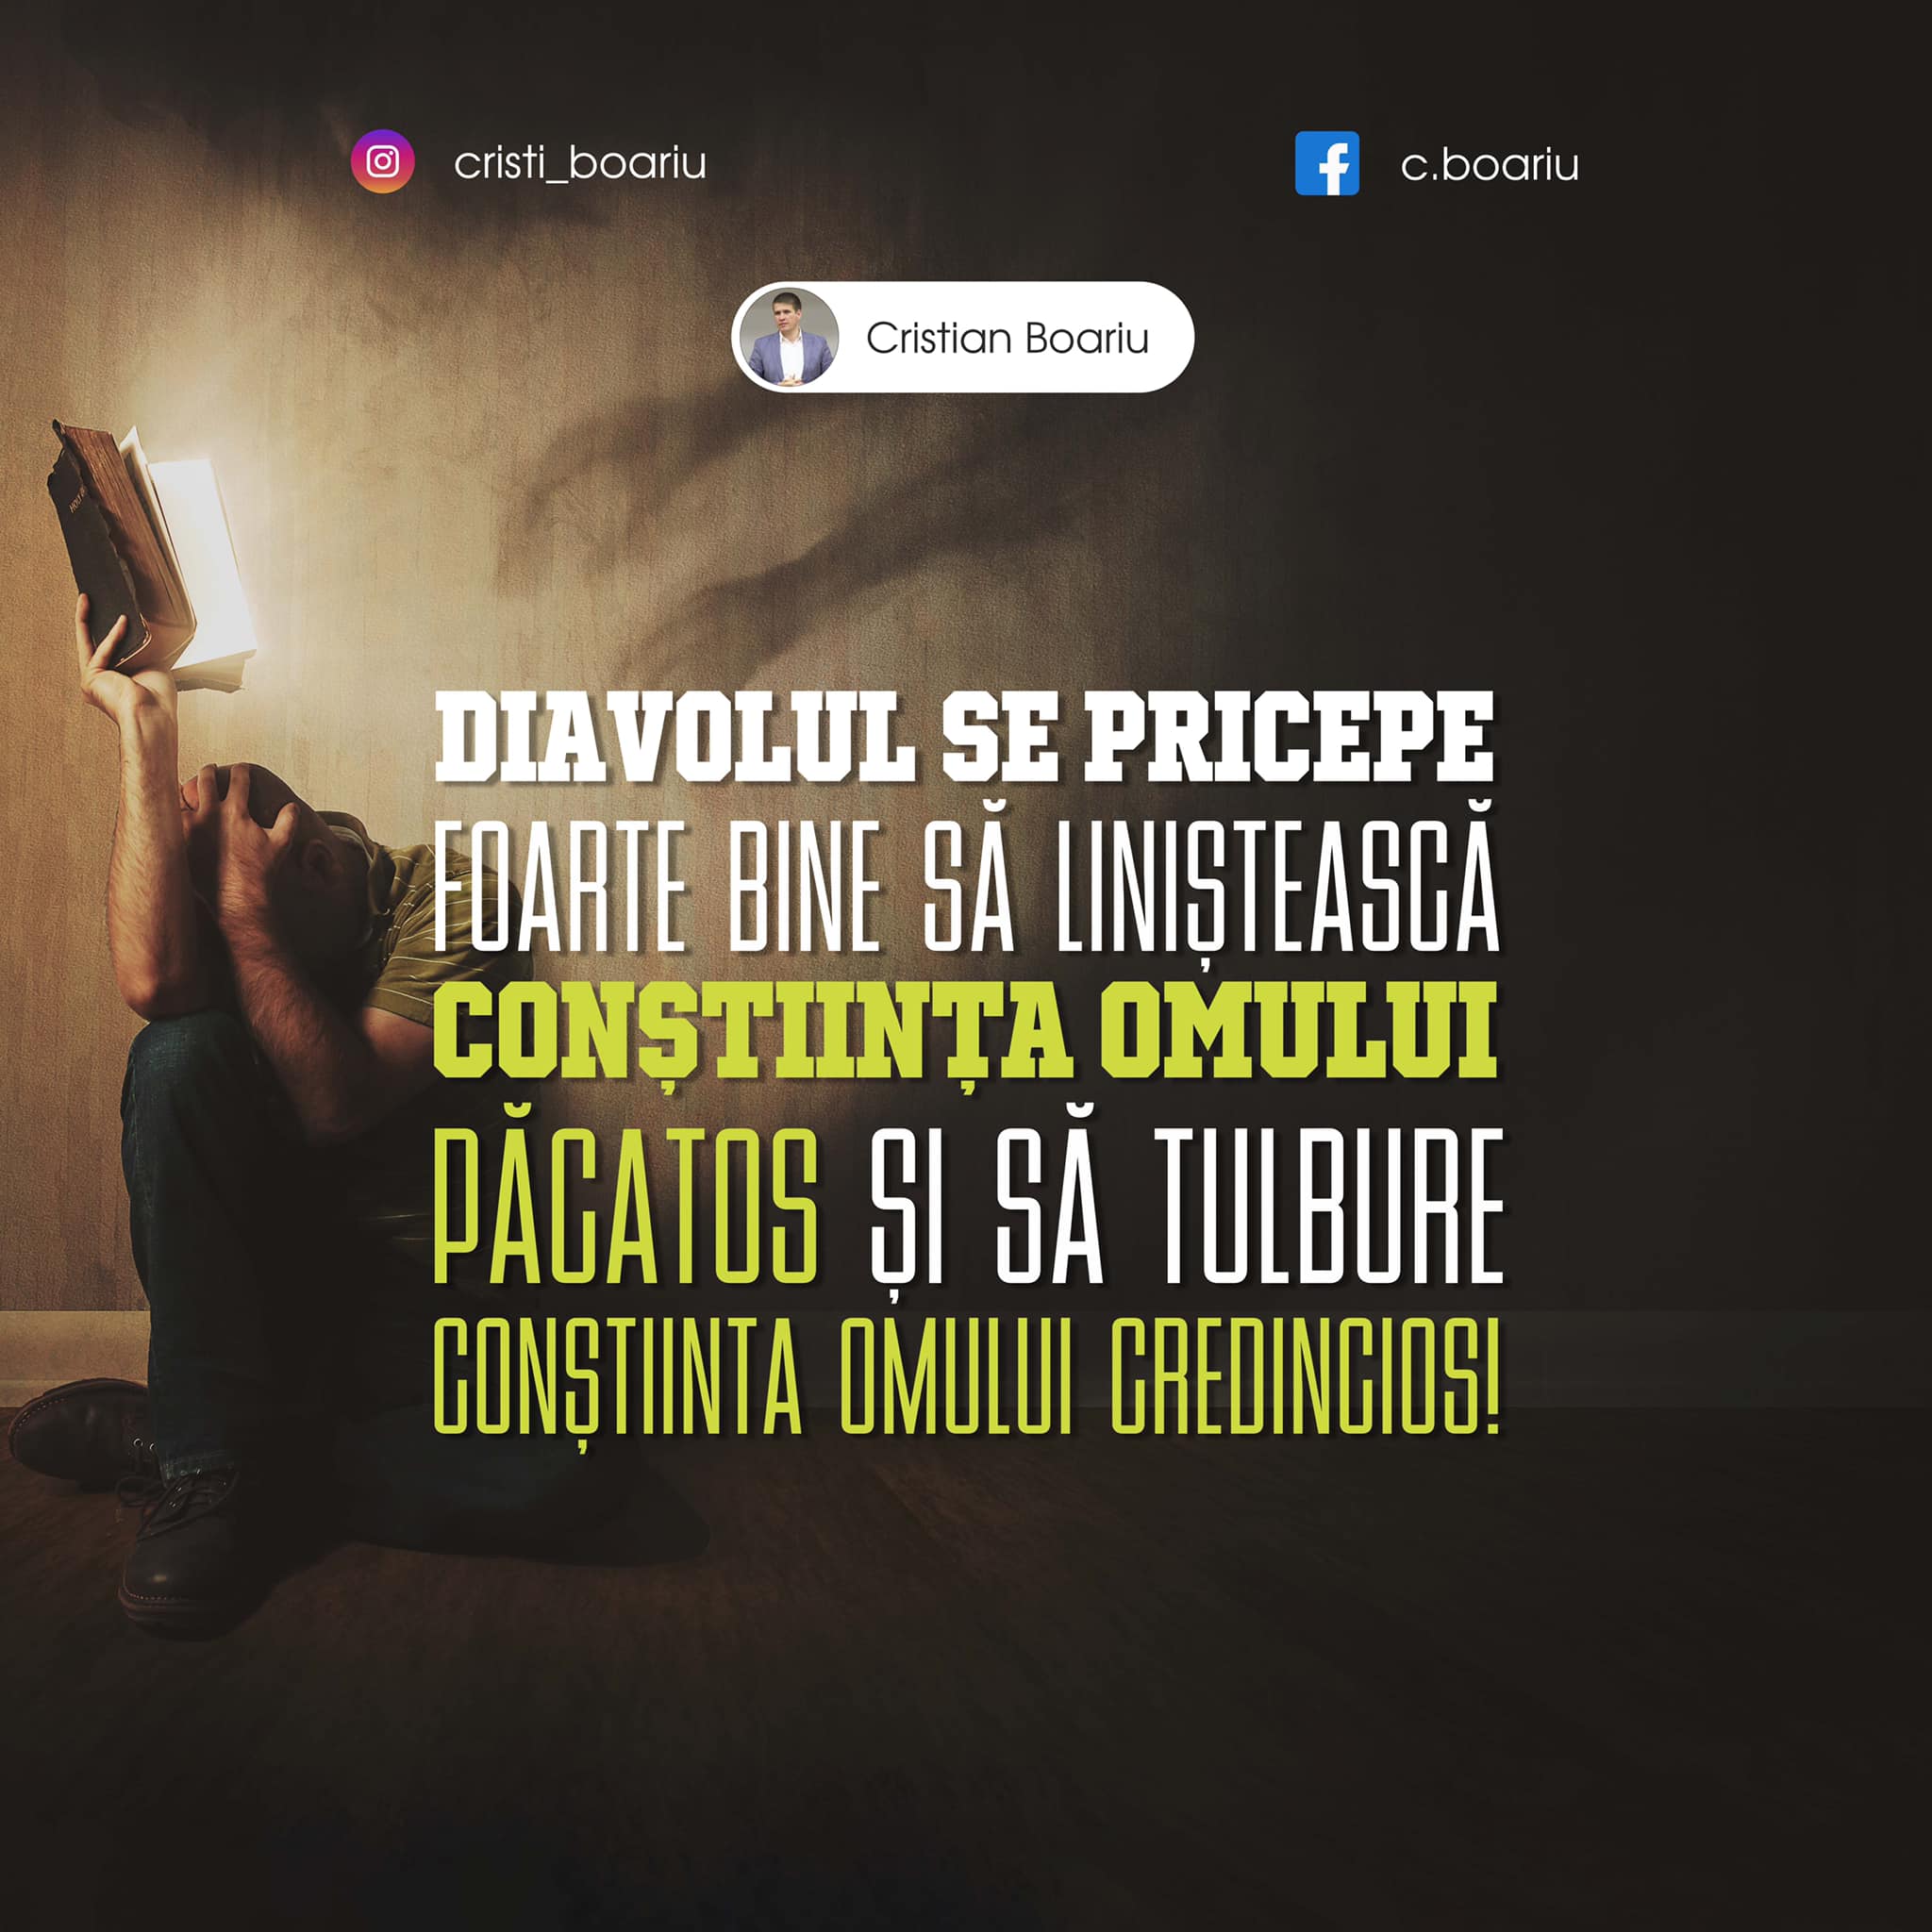 cristi_boariu
c.boariu
Cristian Boariu
DIAVOLUL SE PRICEPE
FOARTE BINE SĂ LINIȘTEASCĂ
CONȘTIINȚA OMULUI
PĂCATOS ȘI SĂ TULBURE
CONȘTIINTA OMULUI CREDINCIOS!